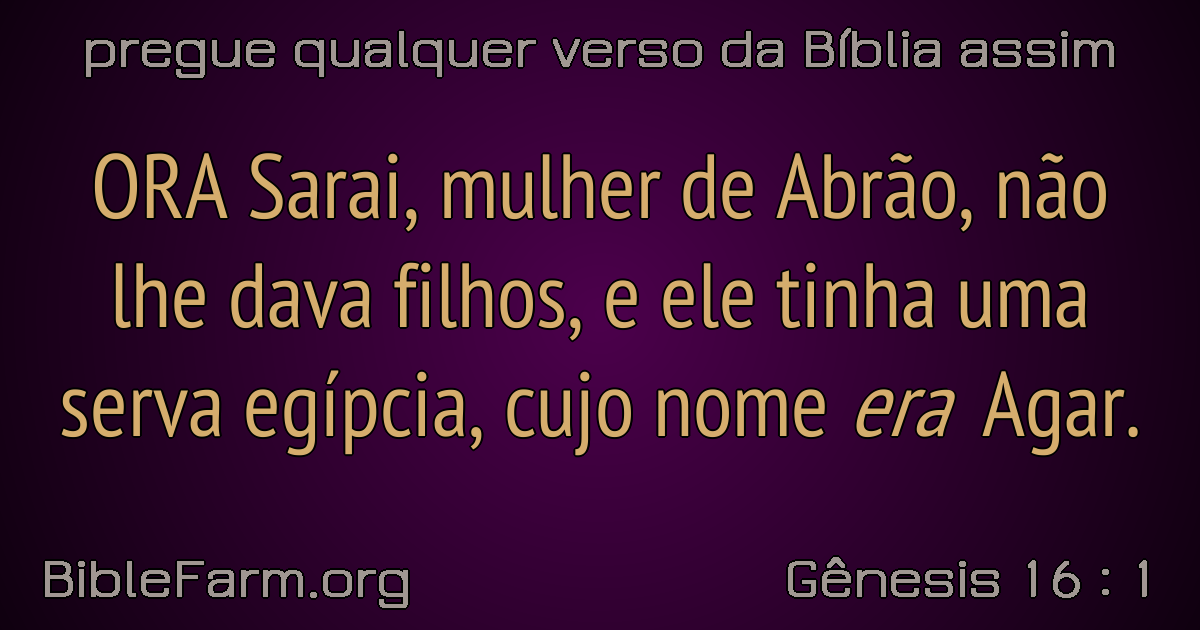 pregue qualquer verso da Bíblia assim
ORA Sarai, mulher de Abrão, não
lhe dava filhos, e ele tinha uma
serva egípcia, cujo nome era Agar.
BibleFarm.org
Gênesis 16 : 1